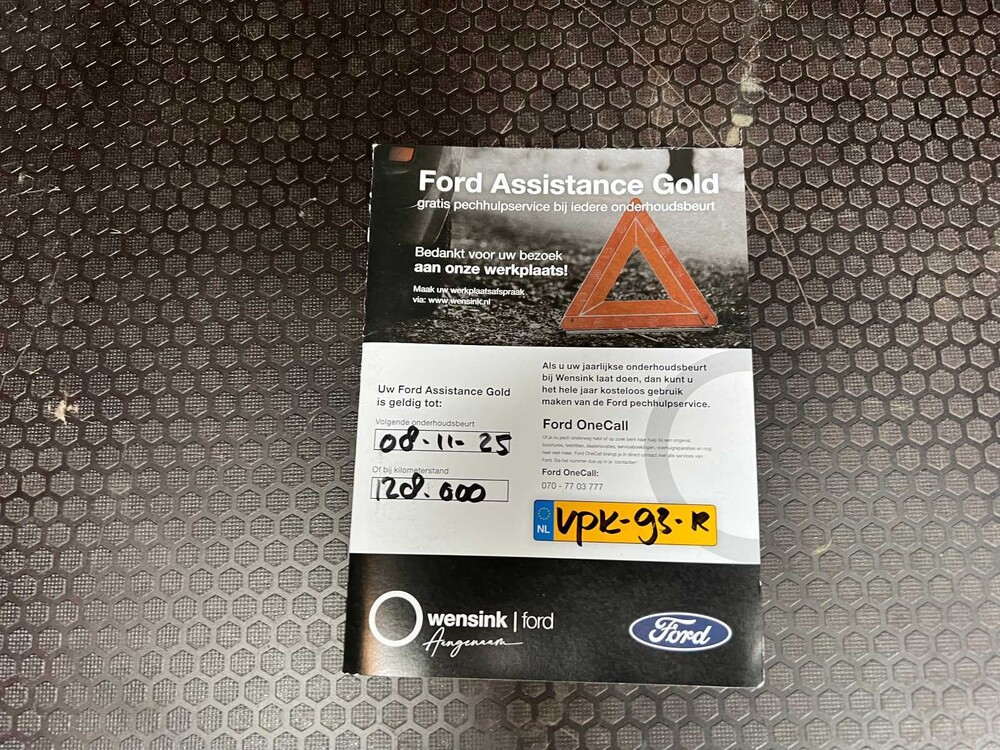 Ford Assistance Gold
gratis pechhulpservice bij iedere onderhoudsbeurt
Bedankt voor uw bezoek
aan onze werkplaats!
Maak uw werkplaatsafspraak
via: www.wensink.nl
Uw Ford Assistance Gold
is geldig tot:
Volgende onderhoudsbeurt
08-11-25
Of bij kilometerstand
128.000
Als u uw jaarlijkse onderhoudsbeurt
bij Wensink laat doen, dan kunt u
het hele jaar kosteloos gebruik
maken van de Ford pechhulpservice.
Ford OneCall
Ford OneCall:
070 - 77 03 777
NL
VPK-93-R
wensink | ford
Aangenaam
Ford